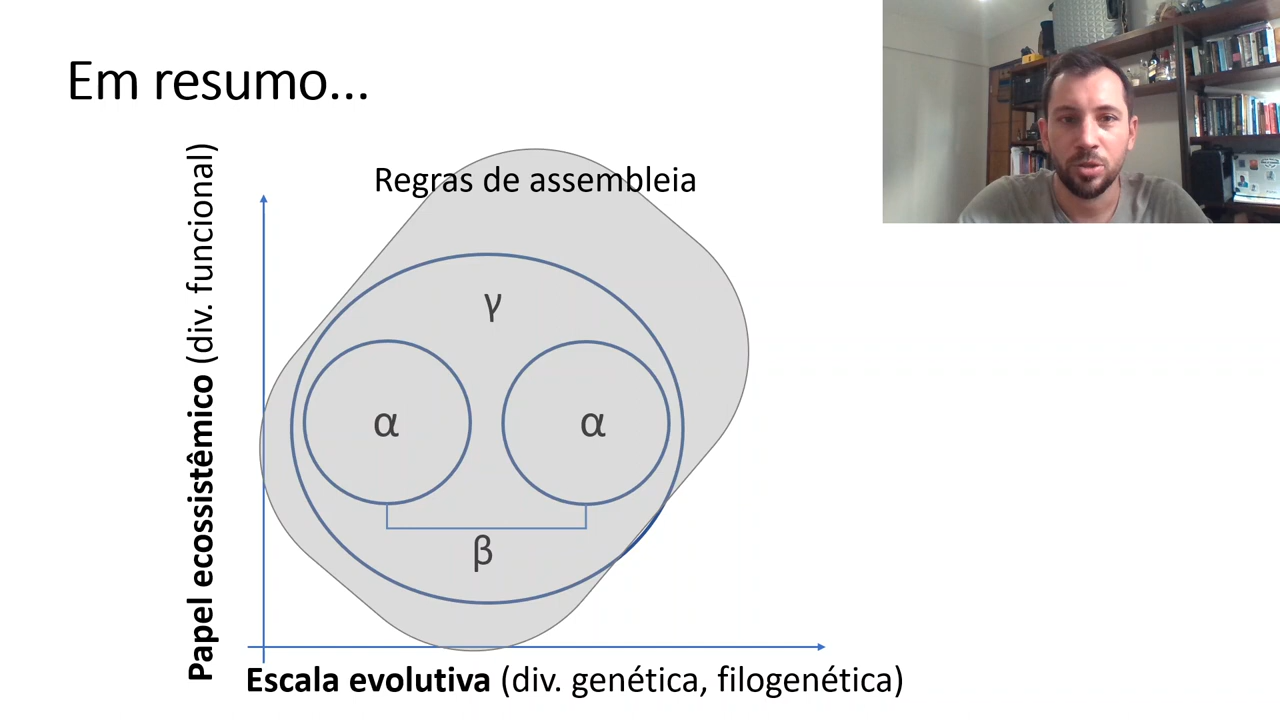 Em resumo...
Regras de assembleia
Papel ecossistêmico (div. funcional)
γ
α α
β
Escala evolutiva (div. genética, filogenética)